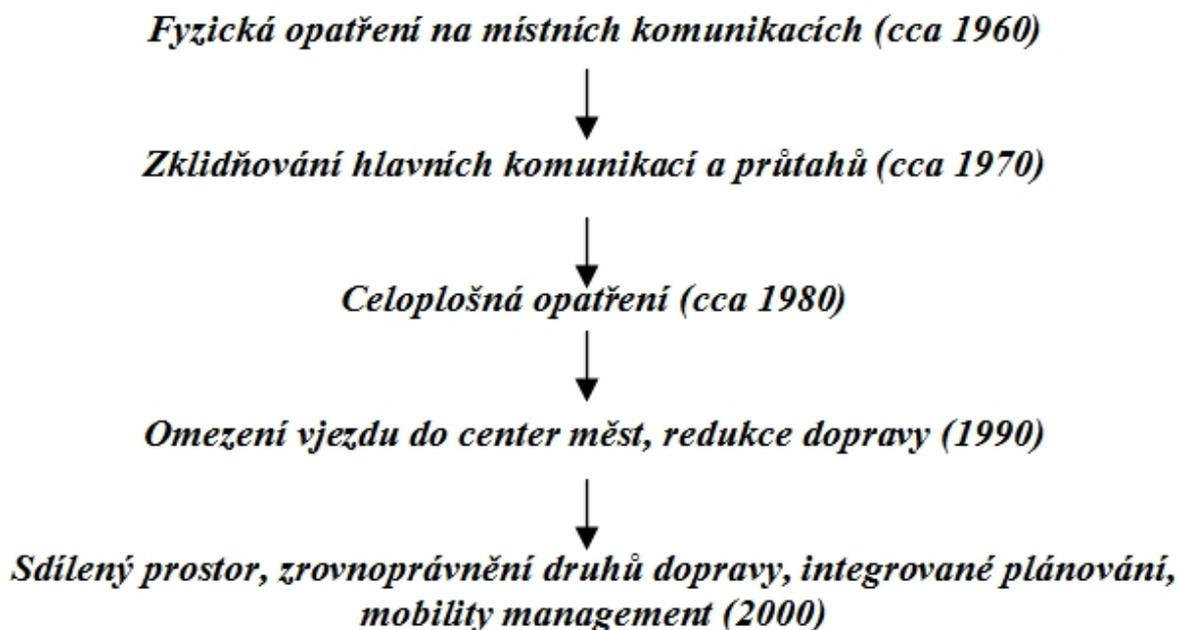 Fyzická opatření na místních komunikacích (cca 1960)
Zklidňování hlavních komunikací a průtahů (cca 1970)
Celoplošná opatření (cca 1980)
Omezení vjezdu do center měst, redukce dopravy (1990)
Sdílený prostor, zrovnoprávnění druhů dopravy, integrované plánování,
mobility management (2000)